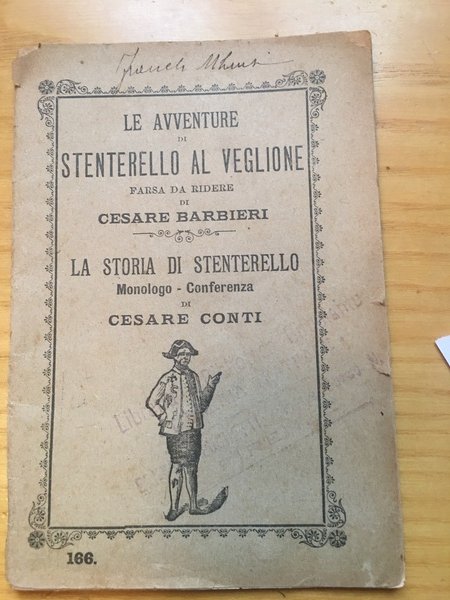 LE AVVENTURE
DI
STENTERELLO AL VEGLIONE
FARSA DA RIDERE
DI
CESARE BARBIERI
LA STORIA DI STENTERELLO
Monologo - Conferenza
DI
CESARE CONTI
166.